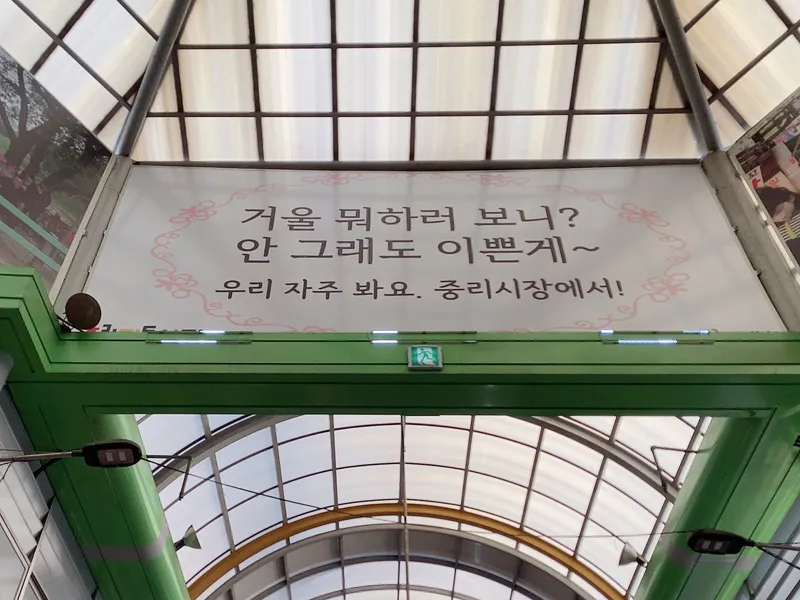 거울 뭐하러 보니?
안 그래도 이쁜게~
우리 자주 봐요. 중리시장에서!